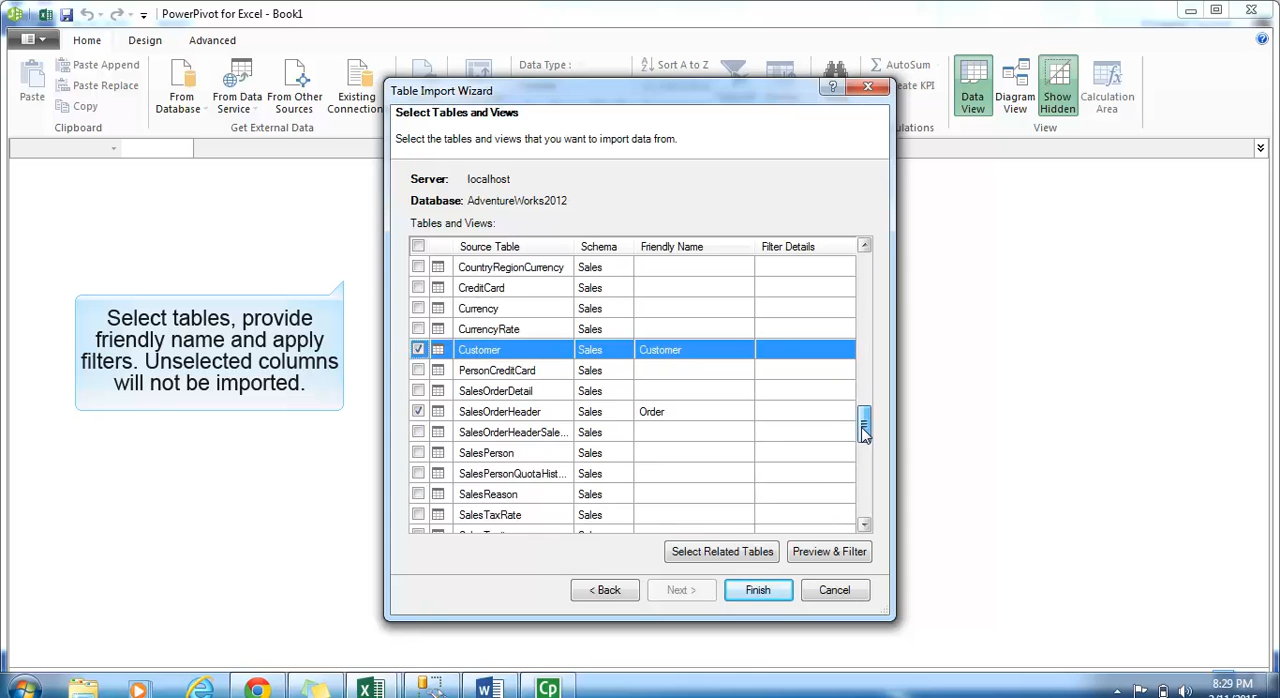 PowerPivot for Excel - Book1
Home Design Advanced
Paste
Paste Append
Paste Replace
Copy
Clipboard
From Database
From Data Service
From Other Sources
Existing
Connection
Get External Data
Data Type :
Sort A to Z
AutoSum
Create KPI
Data View
Diagram View
Show Hidden
Calculation Area
View
Table Import Wizard
Select Tables and Views
Select the tables and views that you want to import data from.
Server: localhost
Database: AdventureWorks2012
Tables and Views:
Source Table Schema Friendly Name Filter Details
CountryRegionCurrency Sales
CreditCard Sales
Currency Sales
CurrencyRate Sales
Customer Sales Customer
PersonCreditCard Sales
SalesOrderDetail Sales
SalesOrderHeader Sales Order
SalesOrderHeaderSale... Sales
SalesPerson Sales
SalesPersonQuotaHist... Sales
SalesReason Sales
SalesTaxRate Sales
Select Related Tables Preview & Filter
< Back Next > Finish Cancel
Select tables, provide
friendly name and apply
filters. Unselected columns
will not be imported.
8:29 PM